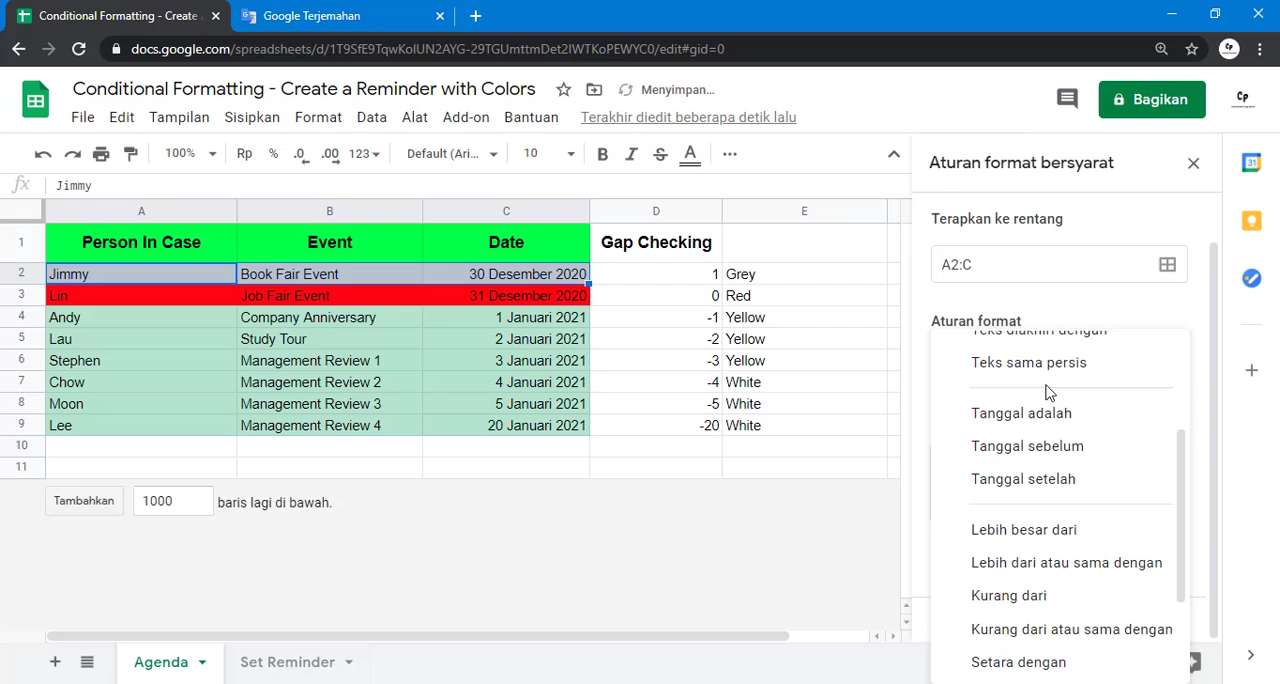 Conditional Formatting - Create
Google Terjemahan
docs.google.com/spreadsheets/d/1T9SfE9TqwKoIUN2AYG-29TGUmttmDet2IWTKoPEWYC0/edit#gid=0
Conditional Formatting - Create a Reminder with Colors
Menyimpan...
Cp
Bagikan
File Edit Tampilan Sisipkan Format Data Alat Add-on Bantuan Terakhir diedit beberapa detik lalu
100% Rp % .0 .00 123 Default (Ari... 10 B I S A
fx Jimmy
A B C D E
1 Person In Case Event Date Gap Checking
2 Jimmy Book Fair Event 30 Desember 2020 1 Grey
3 Lin Job Fair Event 31 Desember 2020 0 Red
4 Andy Company Anniversary 1 Januari 2021 -1 Yellow
5 Lau Study Tour 2 Januari 2021 -2 Yellow
6 Stephen Management Review 1 3 Januari 2021 -3 Yellow
7 Chow Management Review 2 4 Januari 2021 -4 White
8 Moon Management Review 3 5 Januari 2021 -5 White
9 Lee Management Review 4 20 Januari 2021 -20 White
10
11
Tambahkan 1000 baris lagi di bawah.
Agenda Set Reminder
Aturan format bersyarat
Terapkan ke rentang
A2:C
Aturan format
Teks diakhiri dengan
Teks sama persis
Tanggal adalah
Tanggal sebelum
Tanggal setelah
Lebih besar dari
Lebih dari atau sama dengan
Kurang dari
Kurang dari atau sama dengan
Setara dengan
31